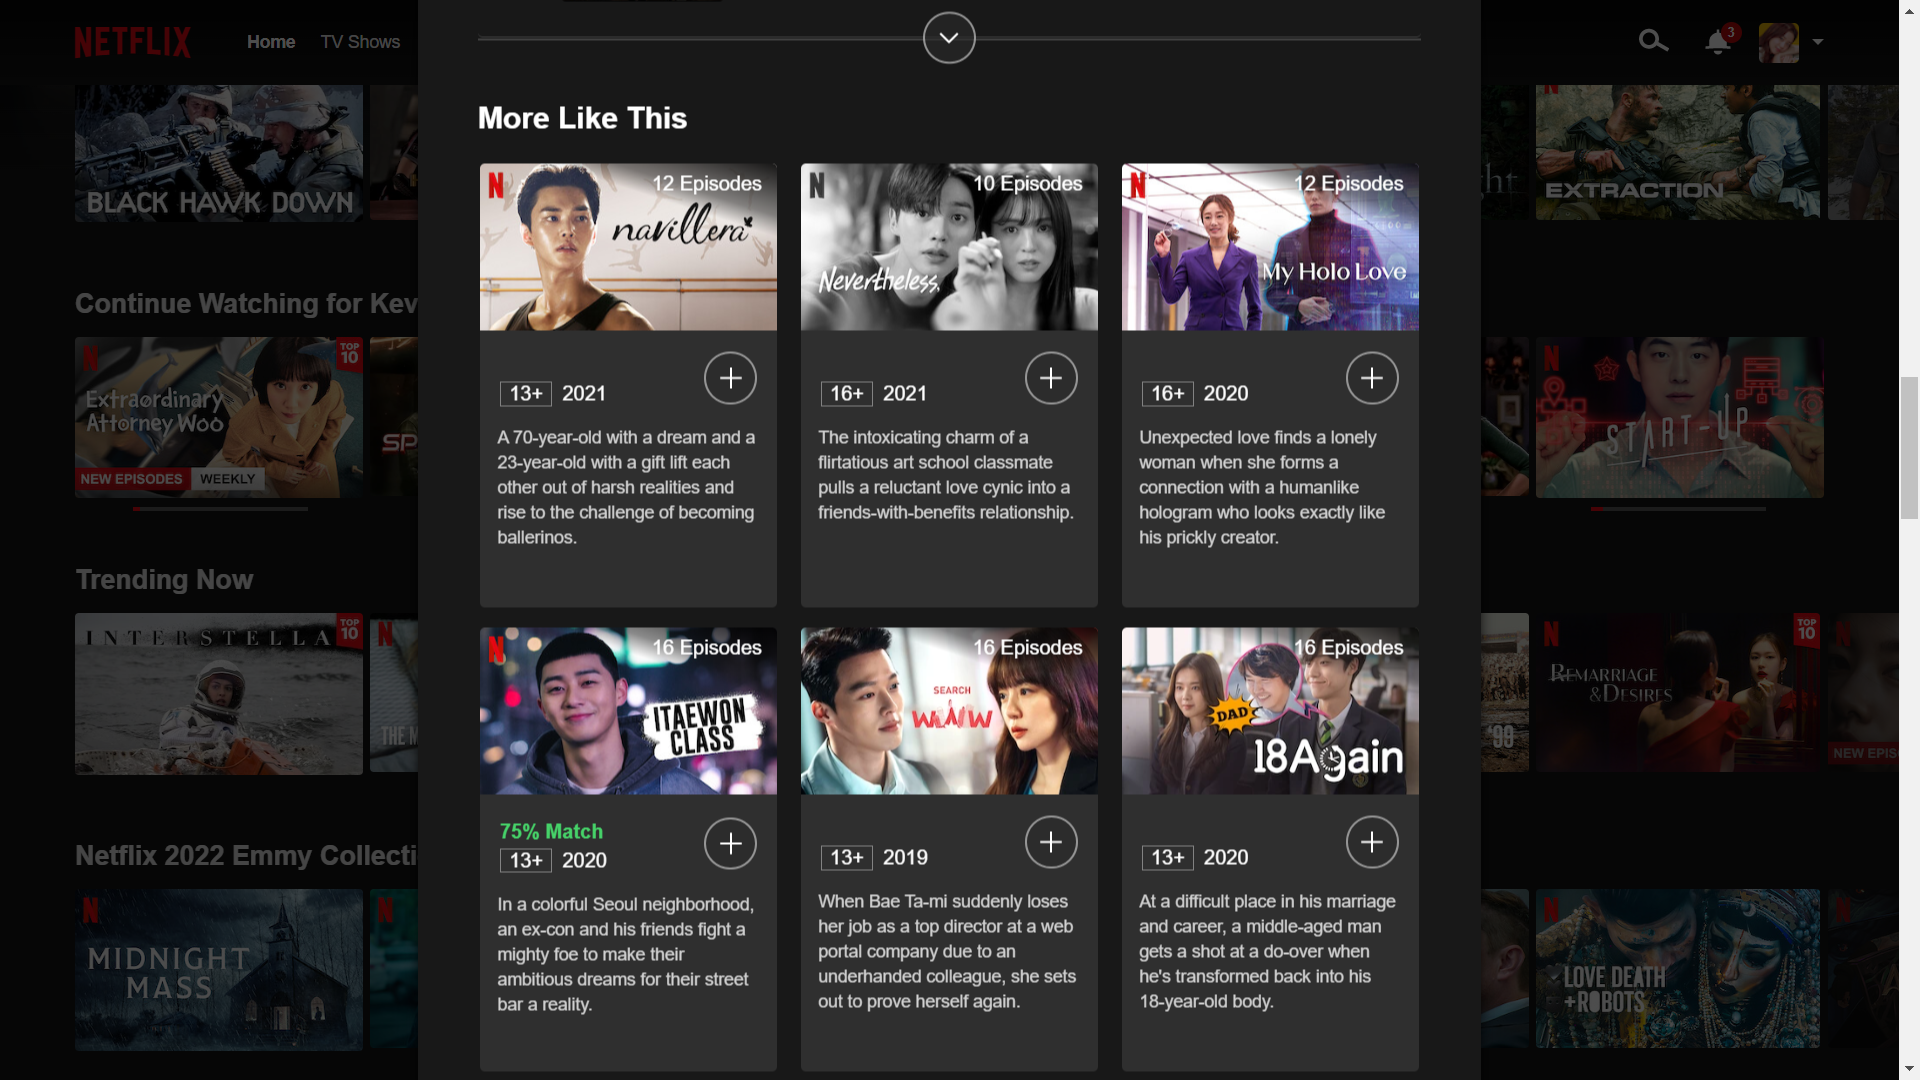 NETFLIX
Home
TV Shows
3
BLACK HAWK DOWN
EXTRACTION
More Like This
12 Episodes
navillera
13+
2021
A 70-year-old with a dream and a
23-year-old with a gift lift each
other out of harsh realities and
rise to the challenge of becoming
ballerinos.
10 Episodes
Nevertheless,
16+
2021
The intoxicating charm of a
flirtatious art school classmate
pulls a reluctant love cynic into a
friends-with-benefits relationship.
12 Episodes
My Holo Love
16+
2020
Unexpected love finds a lonely
woman when she forms a
connection with a humanlike
hologram who looks exactly like
his prickly creator.
16 Episodes
ITAEWON
CLASS
75% Match
13+
2020
In a colorful Seoul neighborhood,
an ex-con and his friends fight a
mighty foe to make their
ambitious dreams for their street
bar a reality.
16 Episodes
SEARCH
WWW
13+
2019
When Bae Ta-mi suddenly loses
her job as a top director at a web
portal company due to an
underhanded colleague, she sets
out to prove herself again.
16 Episodes
DAD
18Again
13+
2020
At a difficult place in his marriage
and career, a middle-aged man
gets a shot at a do-over when
he's transformed back into his
18-year-old body.
Continue Watching for Kev
TOP
10
Extraordinary
Attorney Woo
NEW EPISODES
WEEKLY
SP
START-UP
Trending Now
INTERSTELLA
TOP
10
THE M
'99
REMARRIAGE
&DESIRES
TOP
10
NEW EPIS
Netflix 2022 Emmy Collecti
MIDNIGHT
MASS
LOVE DEATH
+ROBOTS